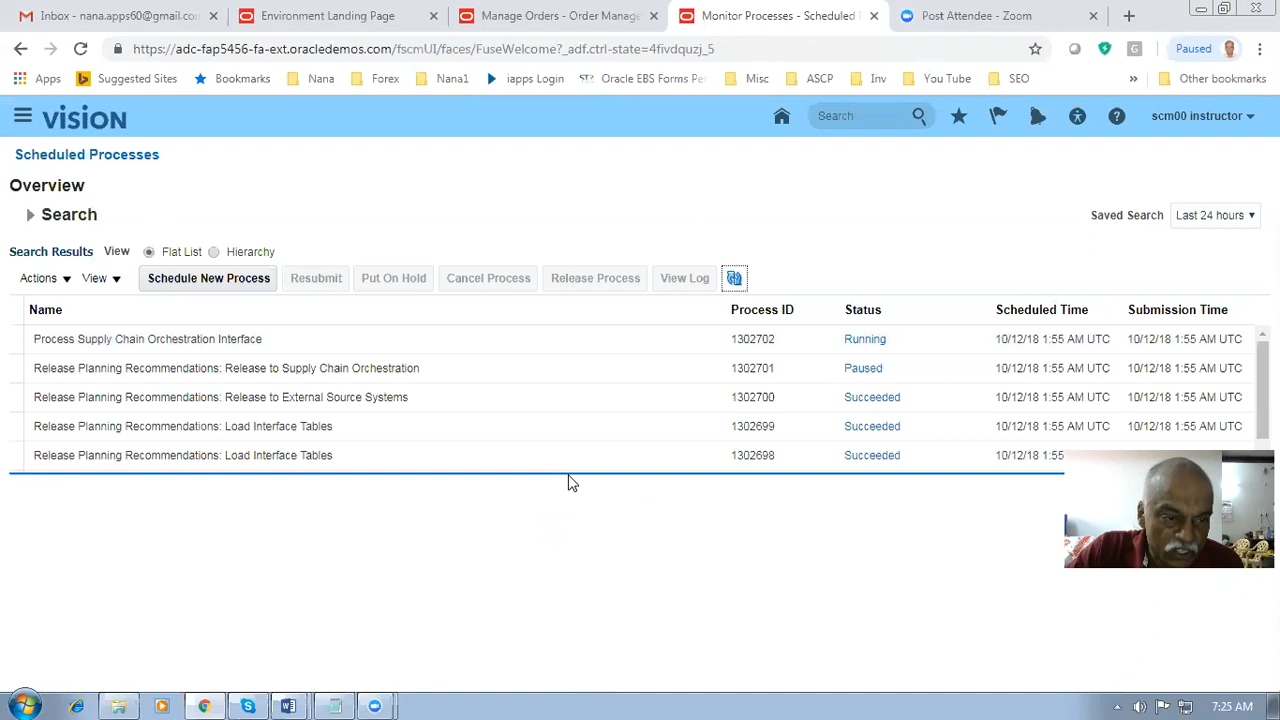 Inbox - nana.apps60@gmail.com
Environment Landing Page
Manage Orders - Order Manage
Monitor Processes - Scheduled P
Post Attendee - Zoom
https://adc-fap5456-fa-ext.oracledemos.com/fscmUI/faces/FuseWelcome?_adf.ctrl-state=4fivdquzj_5
Paused
Apps
Suggested Sites
Bookmarks
Nana
Forex
Nana1
iapps Login
Oracle EBS Forms Pe
Misc
ASCP
Inv
You Tube
SEO
»
Other bookmarks
VISION
Search
scm00 instructor
Scheduled Processes
Overview
Search
Saved Search Last 24 hours
Search Results View Flat List Hierarchy
Actions View Schedule New Process Resubmit Put On Hold Cancel Process Release Process View Log
Name Process ID Status Scheduled Time Submission Time
Process Supply Chain Orchestration Interface 1302702 Running 10/12/18 1:55 AM UTC 10/12/18 1:55 AM UTC
Release Planning Recommendations: Release to Supply Chain Orchestration 1302701 Paused 10/12/18 1:55 AM UTC 10/12/18 1:55 AM UTC
Release Planning Recommendations: Release to External Source Systems 1302700 Succeeded 10/12/18 1:55 AM UTC 10/12/18 1:55 AM UTC
Release Planning Recommendations: Load Interface Tables 1302699 Succeeded 10/12/18 1:55 AM UTC 10/12/18 1:55 AM UTC
Release Planning Recommendations: Load Interface Tables 1302698 Succeeded 10/12/18 1:55
7:25 AM